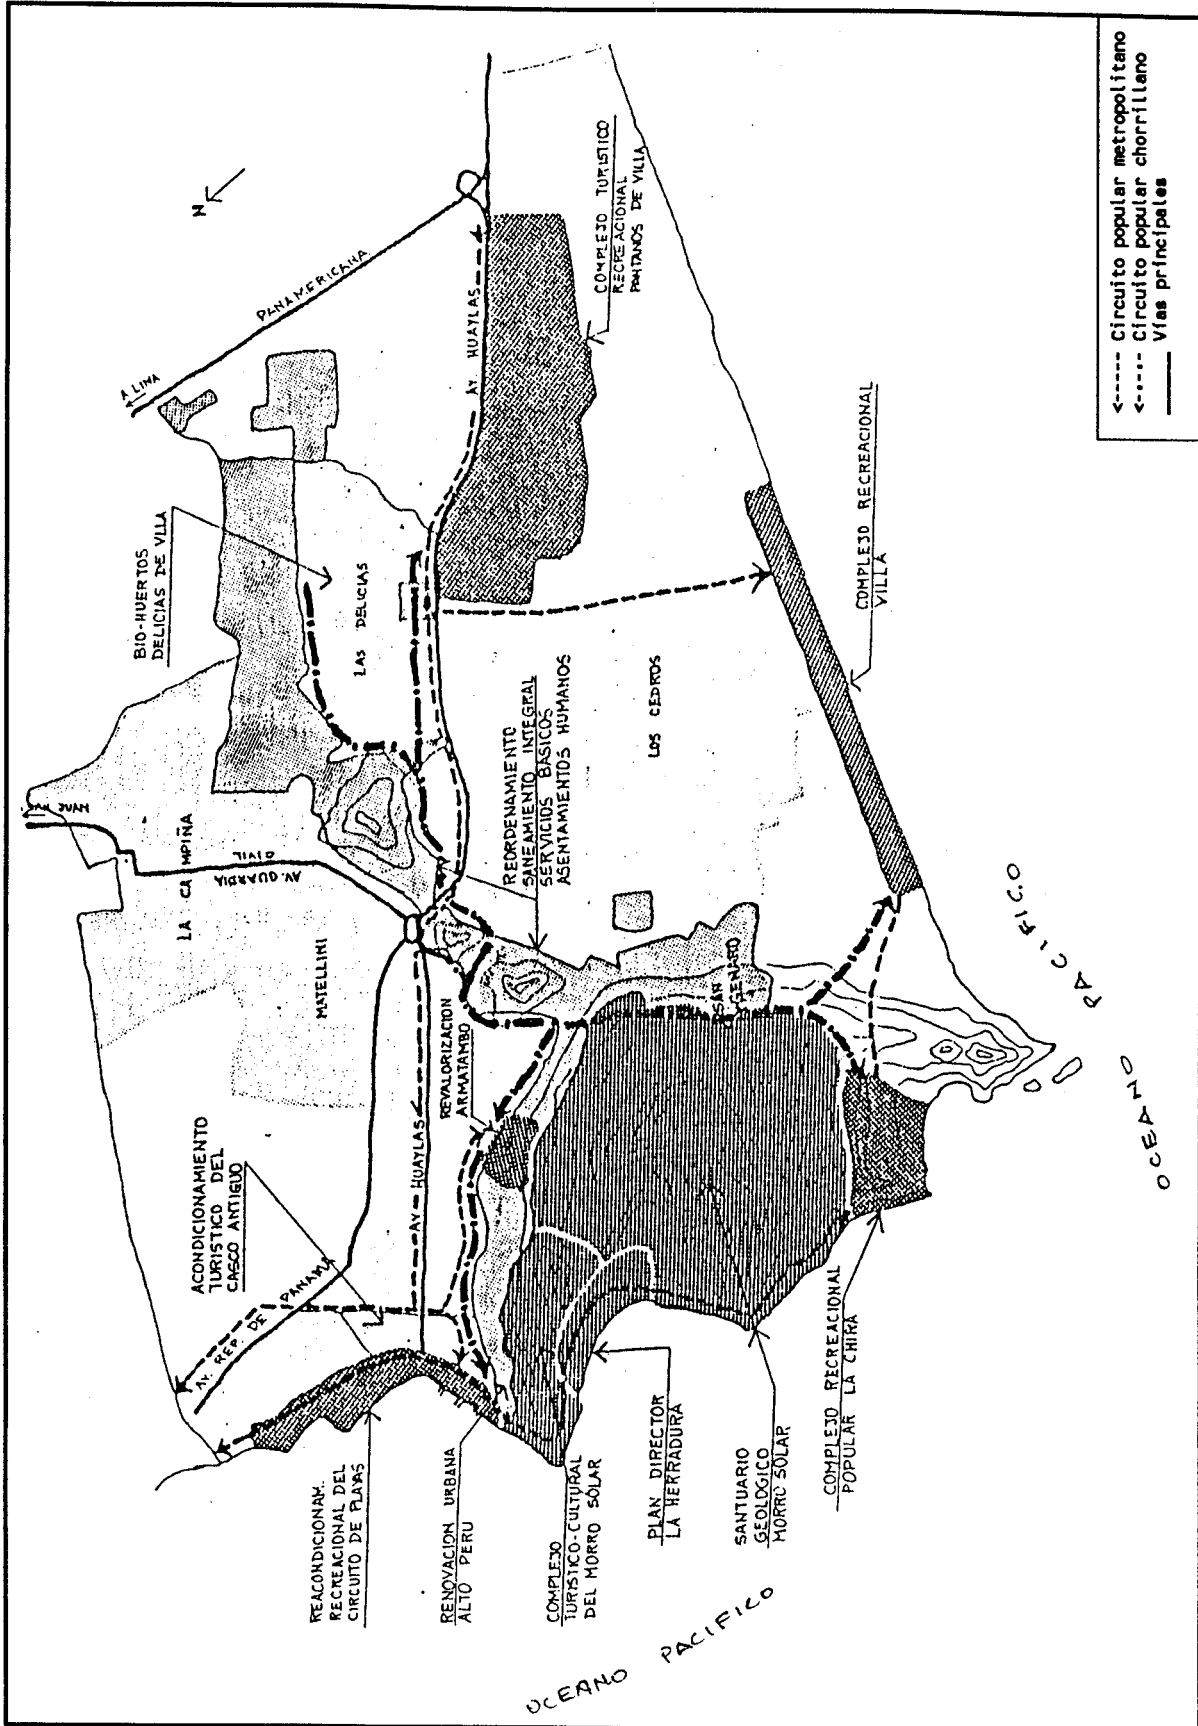 <----- Circuito popular metropolitano
<-·-·- Circuito popular chorrillano
—— Vías principales
N
A LIMA
PANAMERICANA
AV. HUAYLAS
COMPLEJO TURISTICO
RECREACIONAL
PANTANOS DE VILLA
BIO-HUERTOS
DELICIAS DE VILLA
LAS DELICIAS
COMPLEJO RECREACIONAL
VILLA
LA CAMPIÑA
AV. GUARDIA
CIVIL
MATELLINI
REORDENAMIENTO
SANEAMIENTO INTEGRAL
SERVICIOS BASICOS
ASENTAMIENTOS HUMANOS
LOS CEDROS
SAN
GENARO
REVALORIZACION
ARMATAMBO
AV. HUAYLAS
ACONDICIONAMIENTO
TURISTICO DEL
CASCO ANTIGUO
AV. REP. DE PANAMA
REACONDICIONAM.
RECREACIONAL DEL
CIRCUITO DE PLAYAS
RENOVACION URBANA
ALTO PERU
COMPLEJO
TURISTICO-CULTURAL
DEL MORRO SOLAR
PLAN DIRECTOR
LA HERRADURA
SANTUARIO
GEOLOGICO
MORRO SOLAR
COMPLEJO RECREACIONAL
POPULAR LA CHIRA
OCEANO PACIFICO
OCEANO PACIFICO